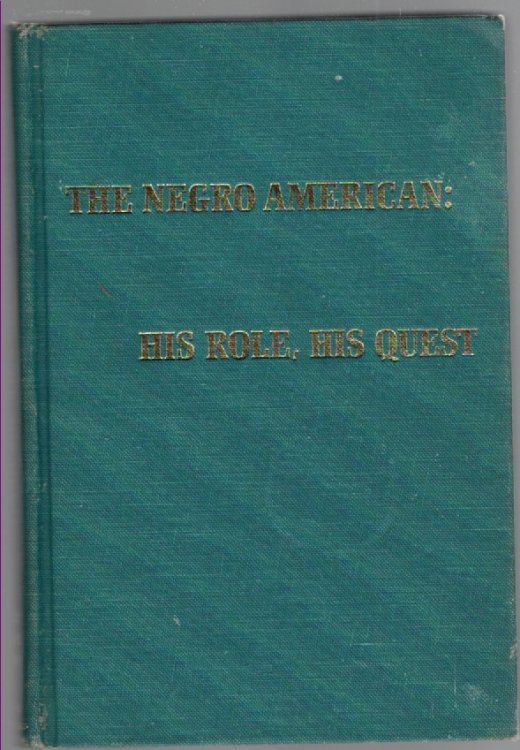 THE NEGRO AMERICAN:
HIS ROLE, HIS QUEST